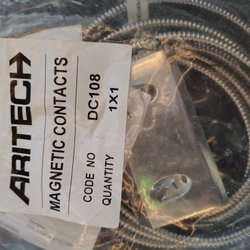 ARITECH
MAGNETIC CONTACTS
CODE NO DC108
QUANTITY 1X1